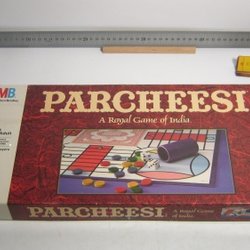 MB
PARCHEESI
A Royal Game of India
PARCHEESI
A Royal Game
of India